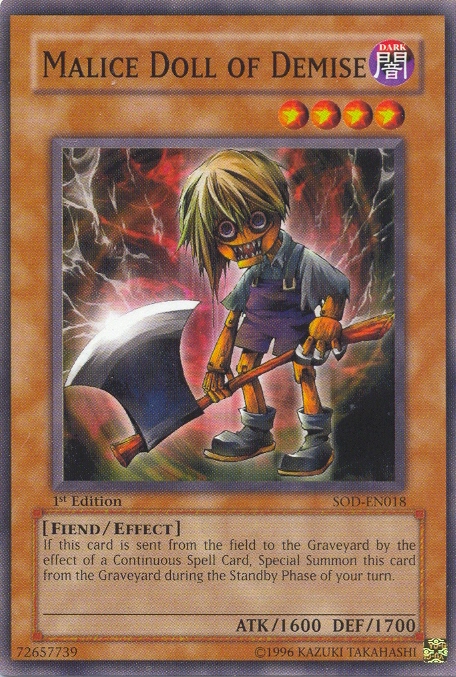 MALICE DOLL OF DEMISE
DARK
闇
1st Edition
SOD-EN018
[FIEND/EFFECT]
If this card is sent from the field to the Graveyard by the
effect of a Continuous Spell Card, Special Summon this card
from the Graveyard during the Standby Phase of your turn.
ATK/1600 DEF/1700
72657739
©1996 KAZUKI TAKAHASHI